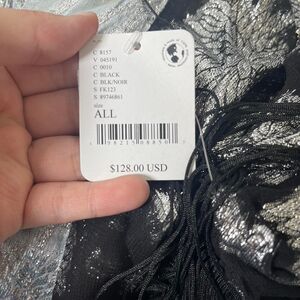 C 8157
V 045191
C 0010
C BLACK
C BLK/NOIR
S FK123
S 89746861
size
ALL
$128.00 USD